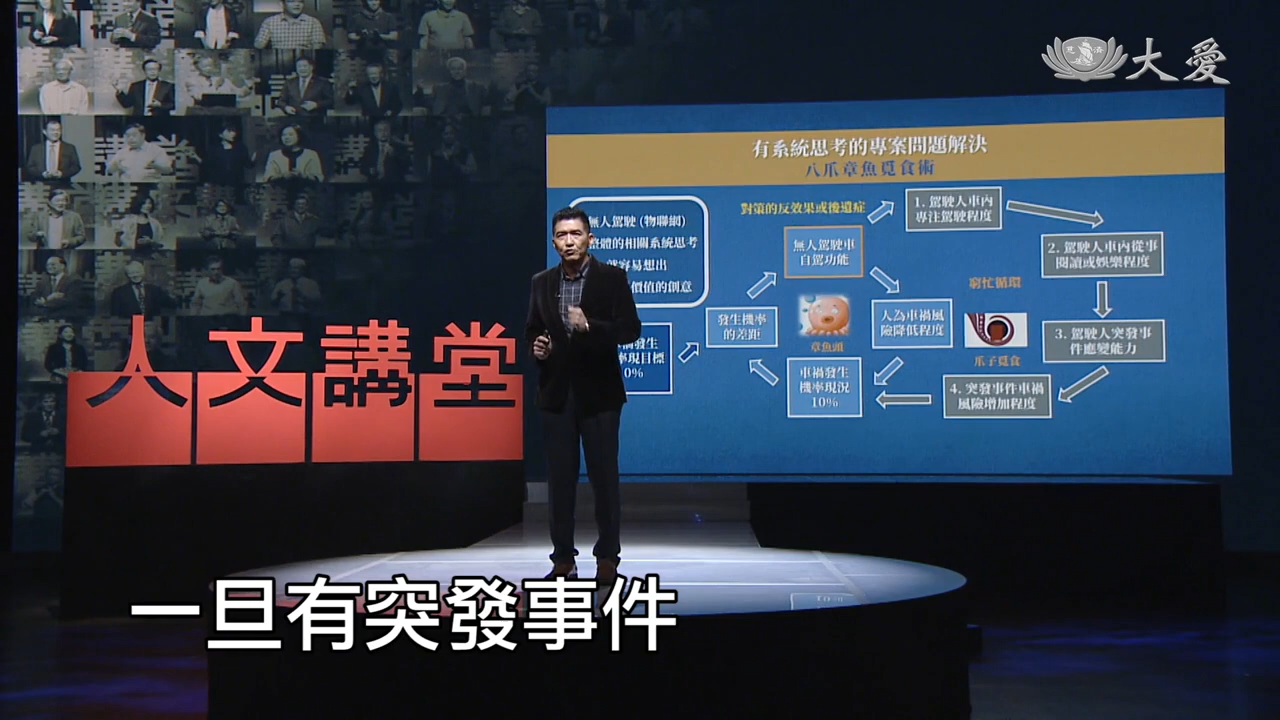 大愛
有系統思考的專案問題解決
八爪章魚覓食術
無人駕駛(物聯網)
整體的相關系統思考
就容易想出
價值的創意
對策的反效果或後遺症
1. 駕駛人車內
專注駕駛程度
無人駕駛車
自駕功能
2. 駕駛人車內從事
閱讀或娛樂程度
窮忙循環
發生機率
的差距
章魚頭
人為車禍風
險降低程度
爪子覓食
3. 駕駛人突發事
件應變能力
禍發生
率現目標
0%
車禍發生
機率現況
10%
4. 突發事件車禍
風險增加程度
人文講堂
一旦有突發事件